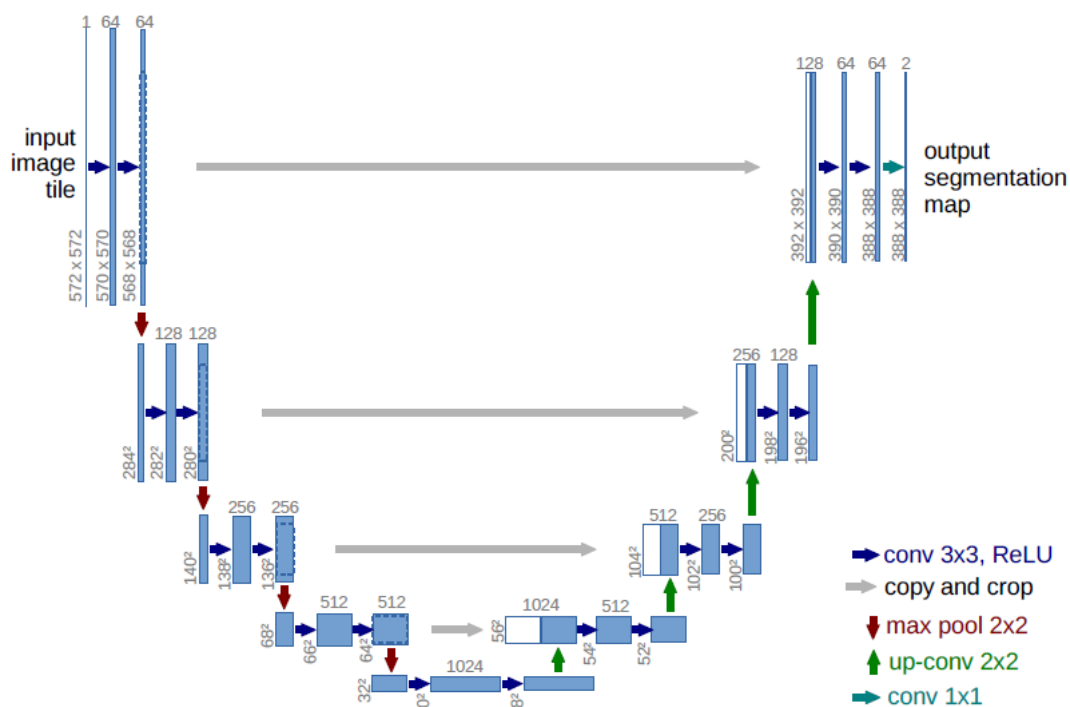 1 64 64
input
image
tile
572 x 572
570 x 570
568 x 568
128 64 64 2
output
segmentation
map
392 x 392
390 x 390
388 x 388
388 x 388
128 128
284²
282²
280²
256 128
200²
198²
196²
256 256
140²
138²
136²
512 256
104²
102²
100²
512 512
68²
66²
64²
1024 512
56²
54²
52²
1024
32²
0²
8²
conv 3x3, ReLU
copy and crop
max pool 2x2
up-conv 2x2
conv 1x1